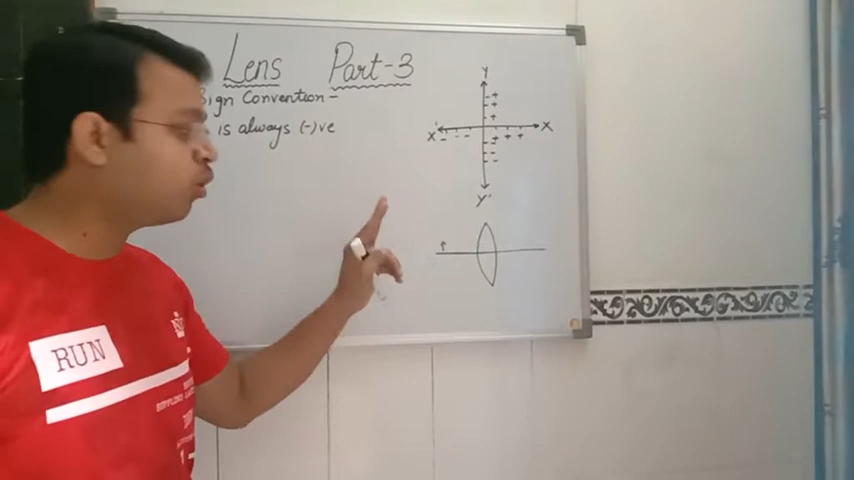 Lens Part-3
Sign Convention-
is always (-)ve
Y
X' X
Y'
RUN